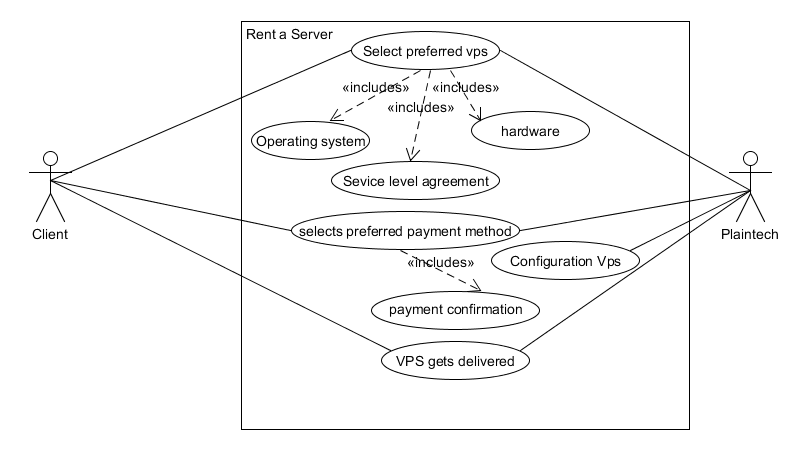 Rent a Server
Select preferred vps
«includes»
«includes»
«includes»
hardware
Operating system
Sevice level agreement
selects preferred payment method
Client
Plaintech
Configuration Vps
«includes»
payment confirmation
VPS gets delivered